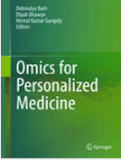 Debmalya Barh
Dipali Dhawan
Nirmal Kumar Ganguly
Editors
Omics for
Personalized
Medicine
Springer